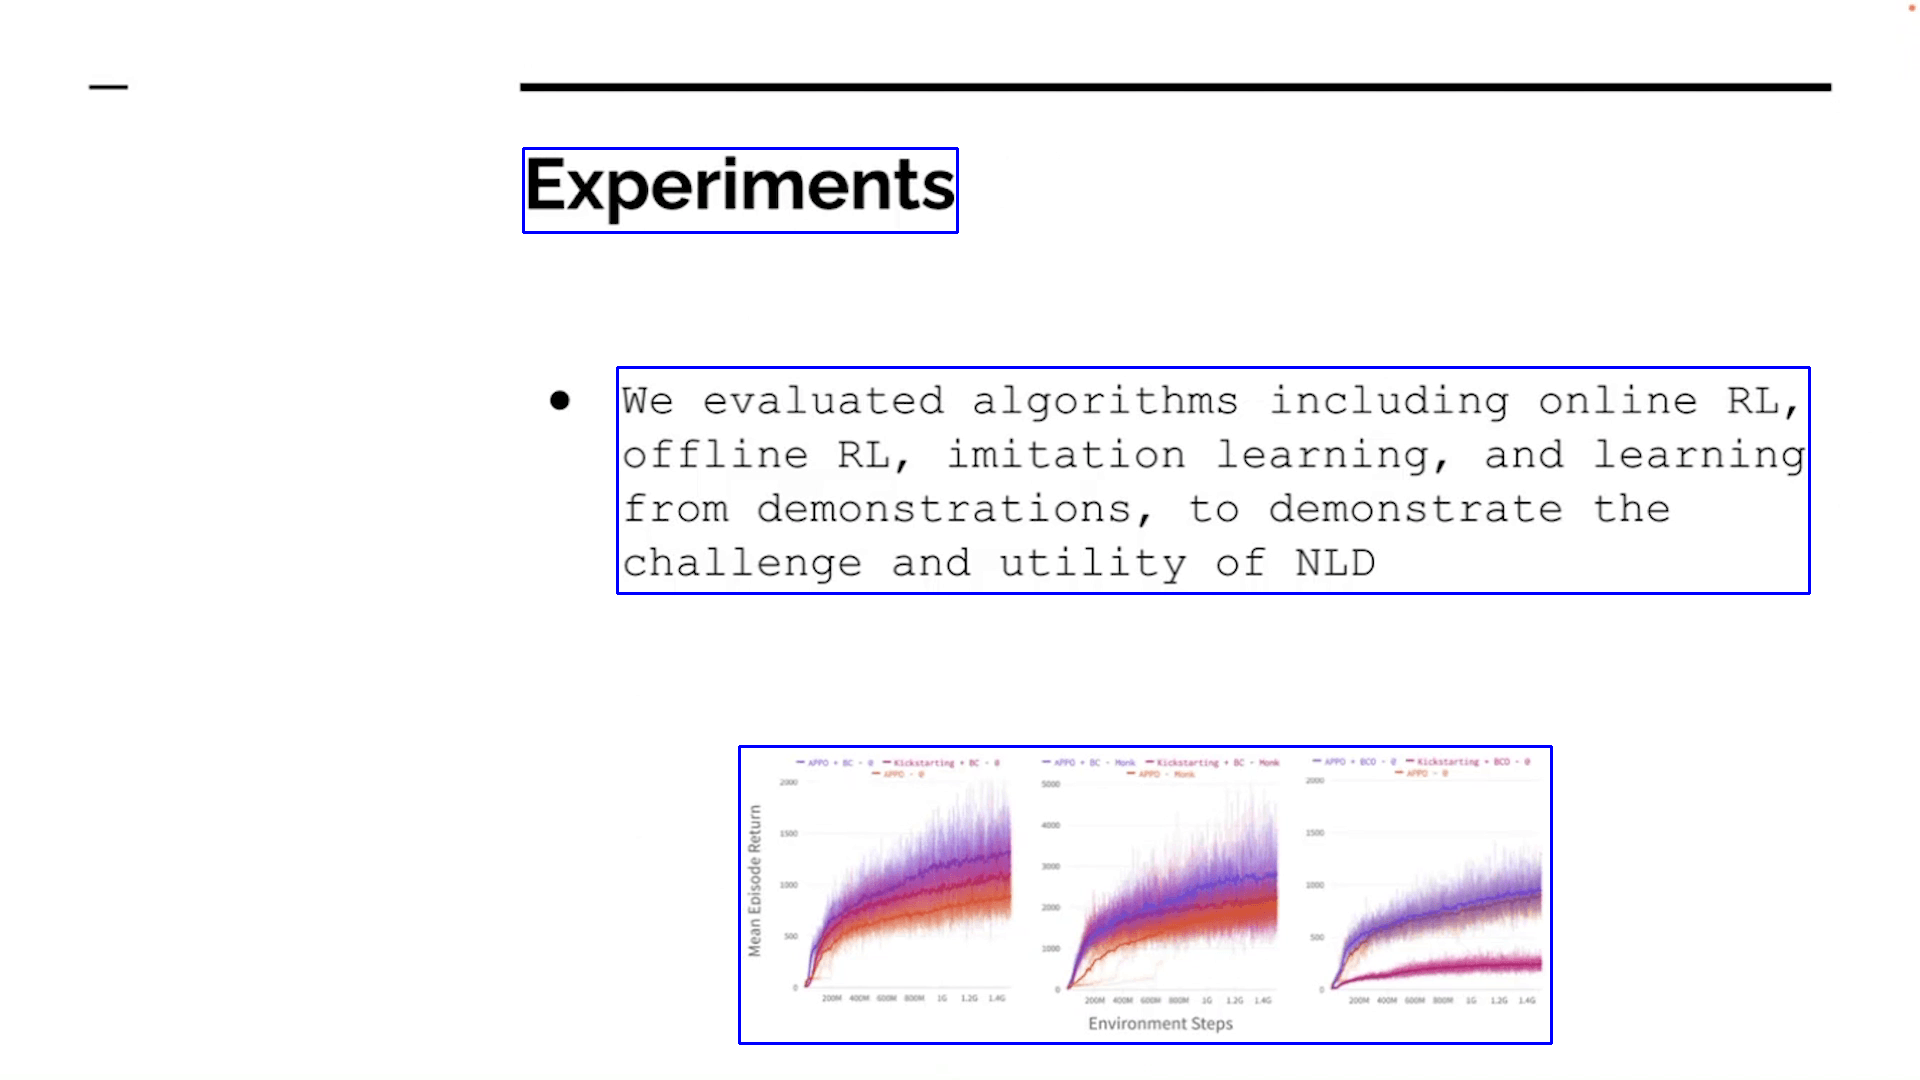 Experiments
● We evaluated algorithms including online RL,
offline RL, imitation learning, and learning
from demonstrations, to demonstrate the
challenge and utility of NLD
APPO + BC - @ Kickstarting + BC - @
APPO - @
2000
1500
1000
500
0
200M 400M 600M 800M 1G 1.2G 1.4G
Mean Episode Return
APPO + BC - Monk Kickstarting + BC - Monk
APPO - Monk
5000
4000
3000
2000
1000
0
200M 400M 600M 800M 1G 1.2G 1.4G
APPO + BCO - @ Kickstarting + BCO - @
APPO - @
2000
1500
1000
500
0
200M 400M 600M 800M 1G 1.2G 1.4G
Environment Steps